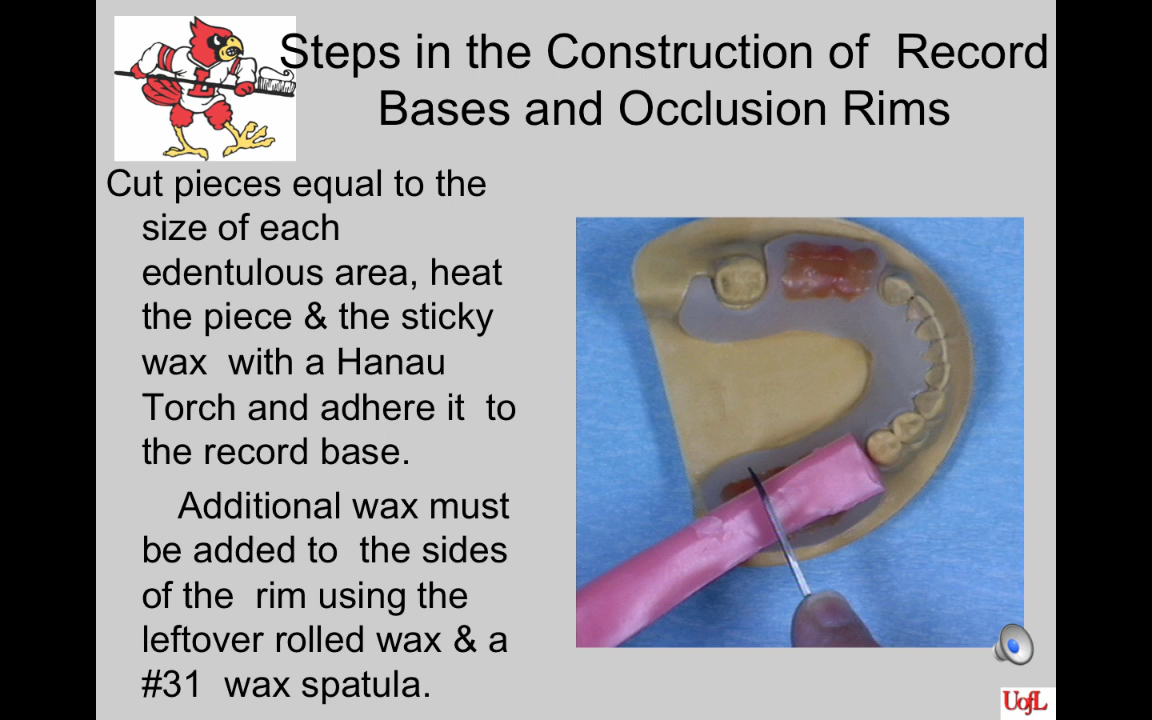 Steps in the Construction of  Record
Bases and Occlusion Rims
Cut pieces equal to the
size of each
edentulous area, heat
the piece & the sticky
wax  with a Hanau
Torch and adhere it  to
the record base.
Additional wax must
be added to  the sides
of the  rim using the
leftover rolled wax & a
#31  wax spatula.
UofL